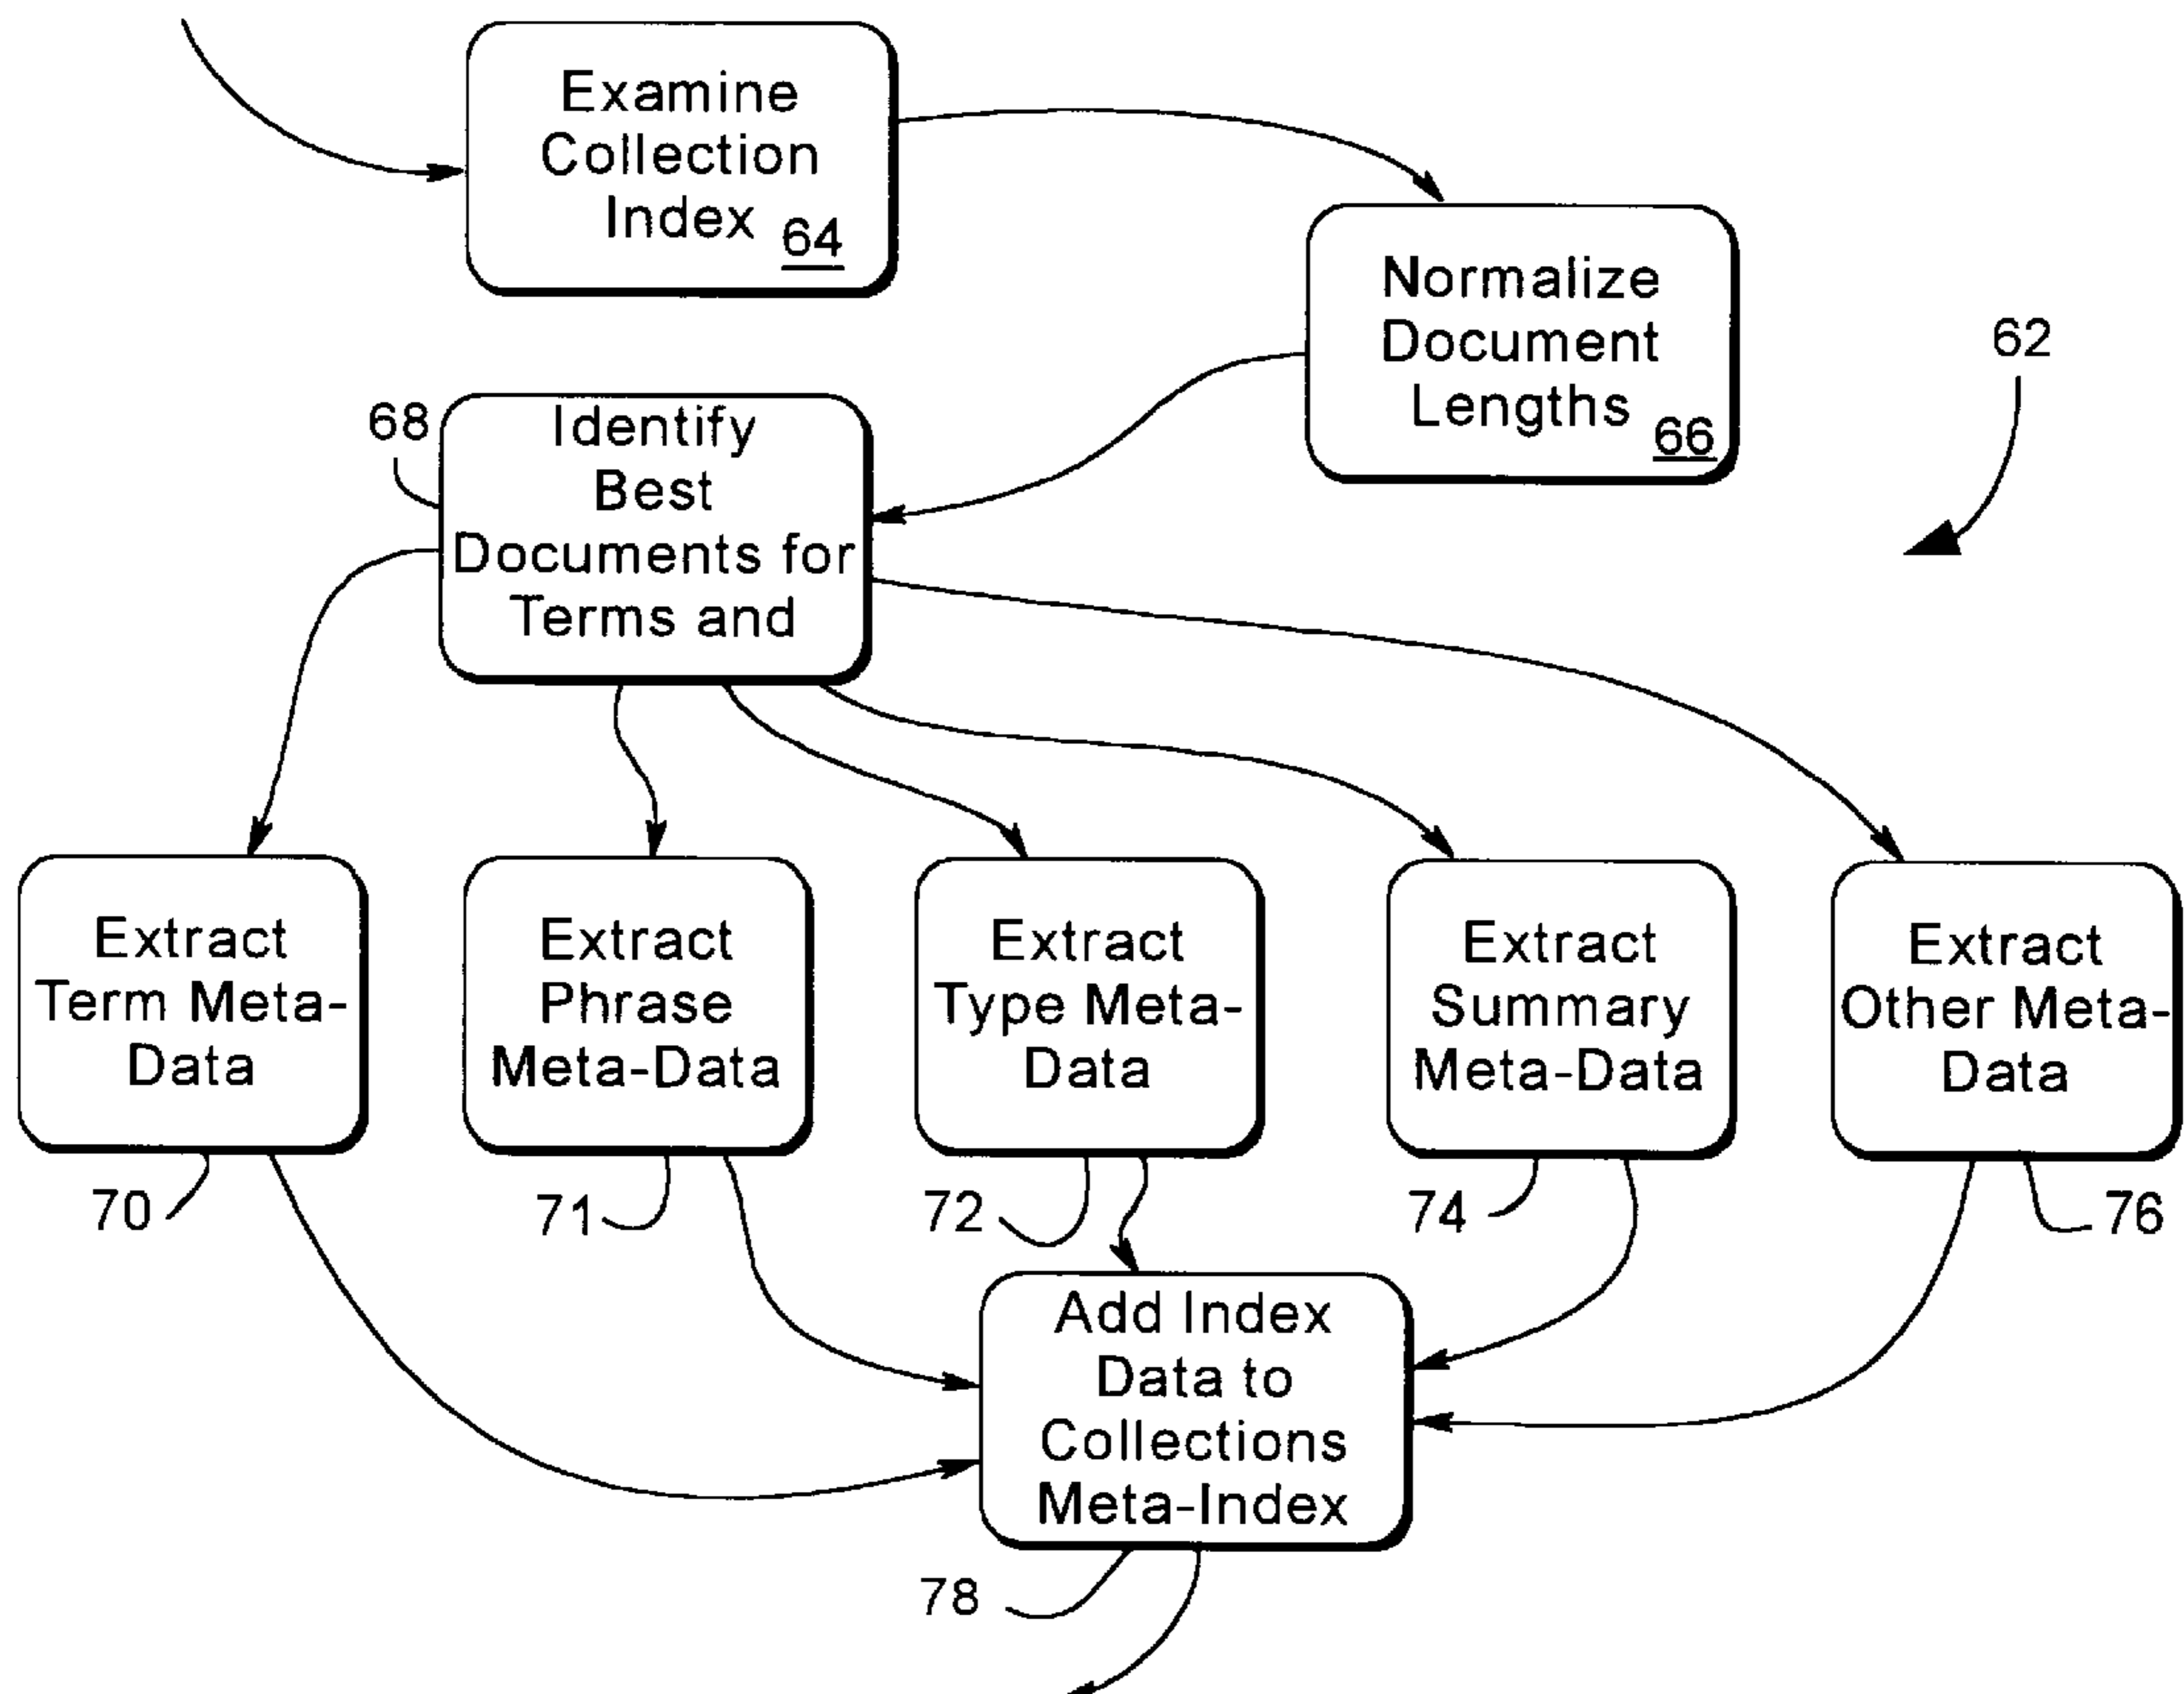 Examine
Collection
Index
64
Normalize
Document
Lengths
66
62
68
Identify
Best
Documents for
Terms and
Extract
Term Meta-
Data
Extract
Phrase
Meta-Data
Extract
Type Meta-
Data
Extract
Summary
Meta-Data
Extract
Other Meta-
Data
70
71
72
74
76
Add Index
Data to
Collections
Meta-Index
78